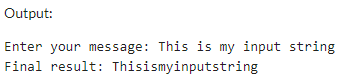 Output:
Enter your message: This is my input string
Final result: Thisismyinputstring